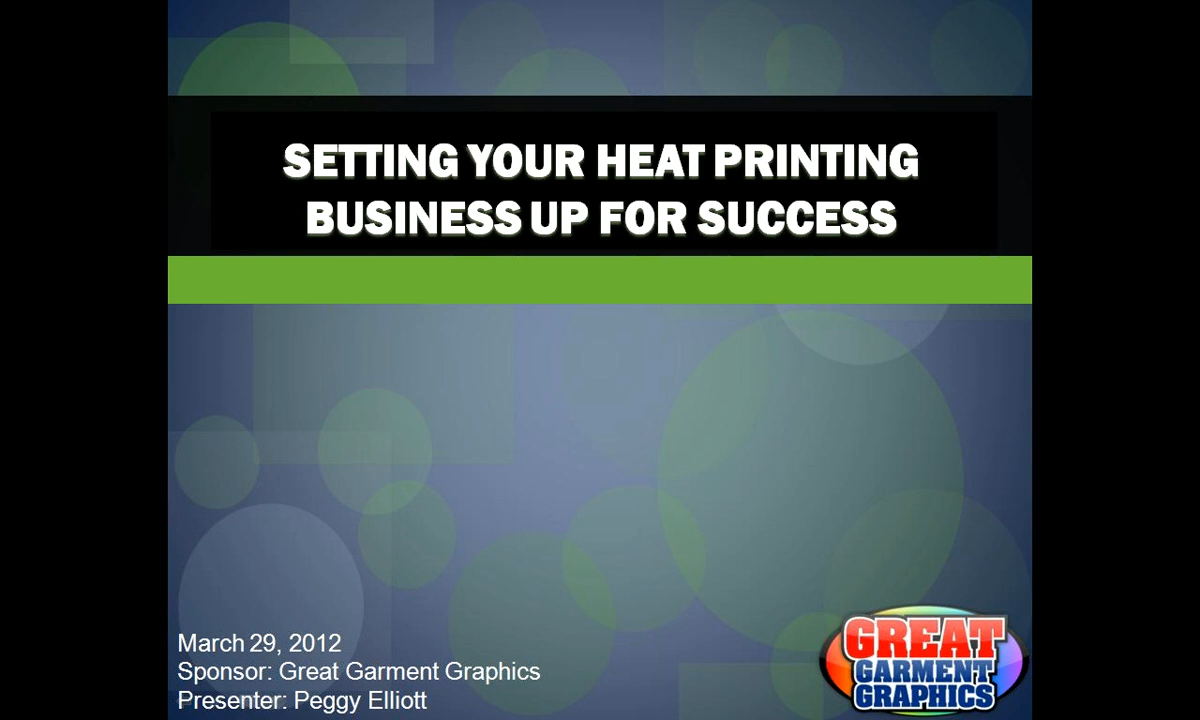 SETTING YOUR HEAT PRINTING
BUSINESS UP FOR SUCCESS
March 29, 2012
Sponsor: Great Garment Graphics
Presenter: Peggy Elliott
GREAT
GARMENT
GRAPHICS